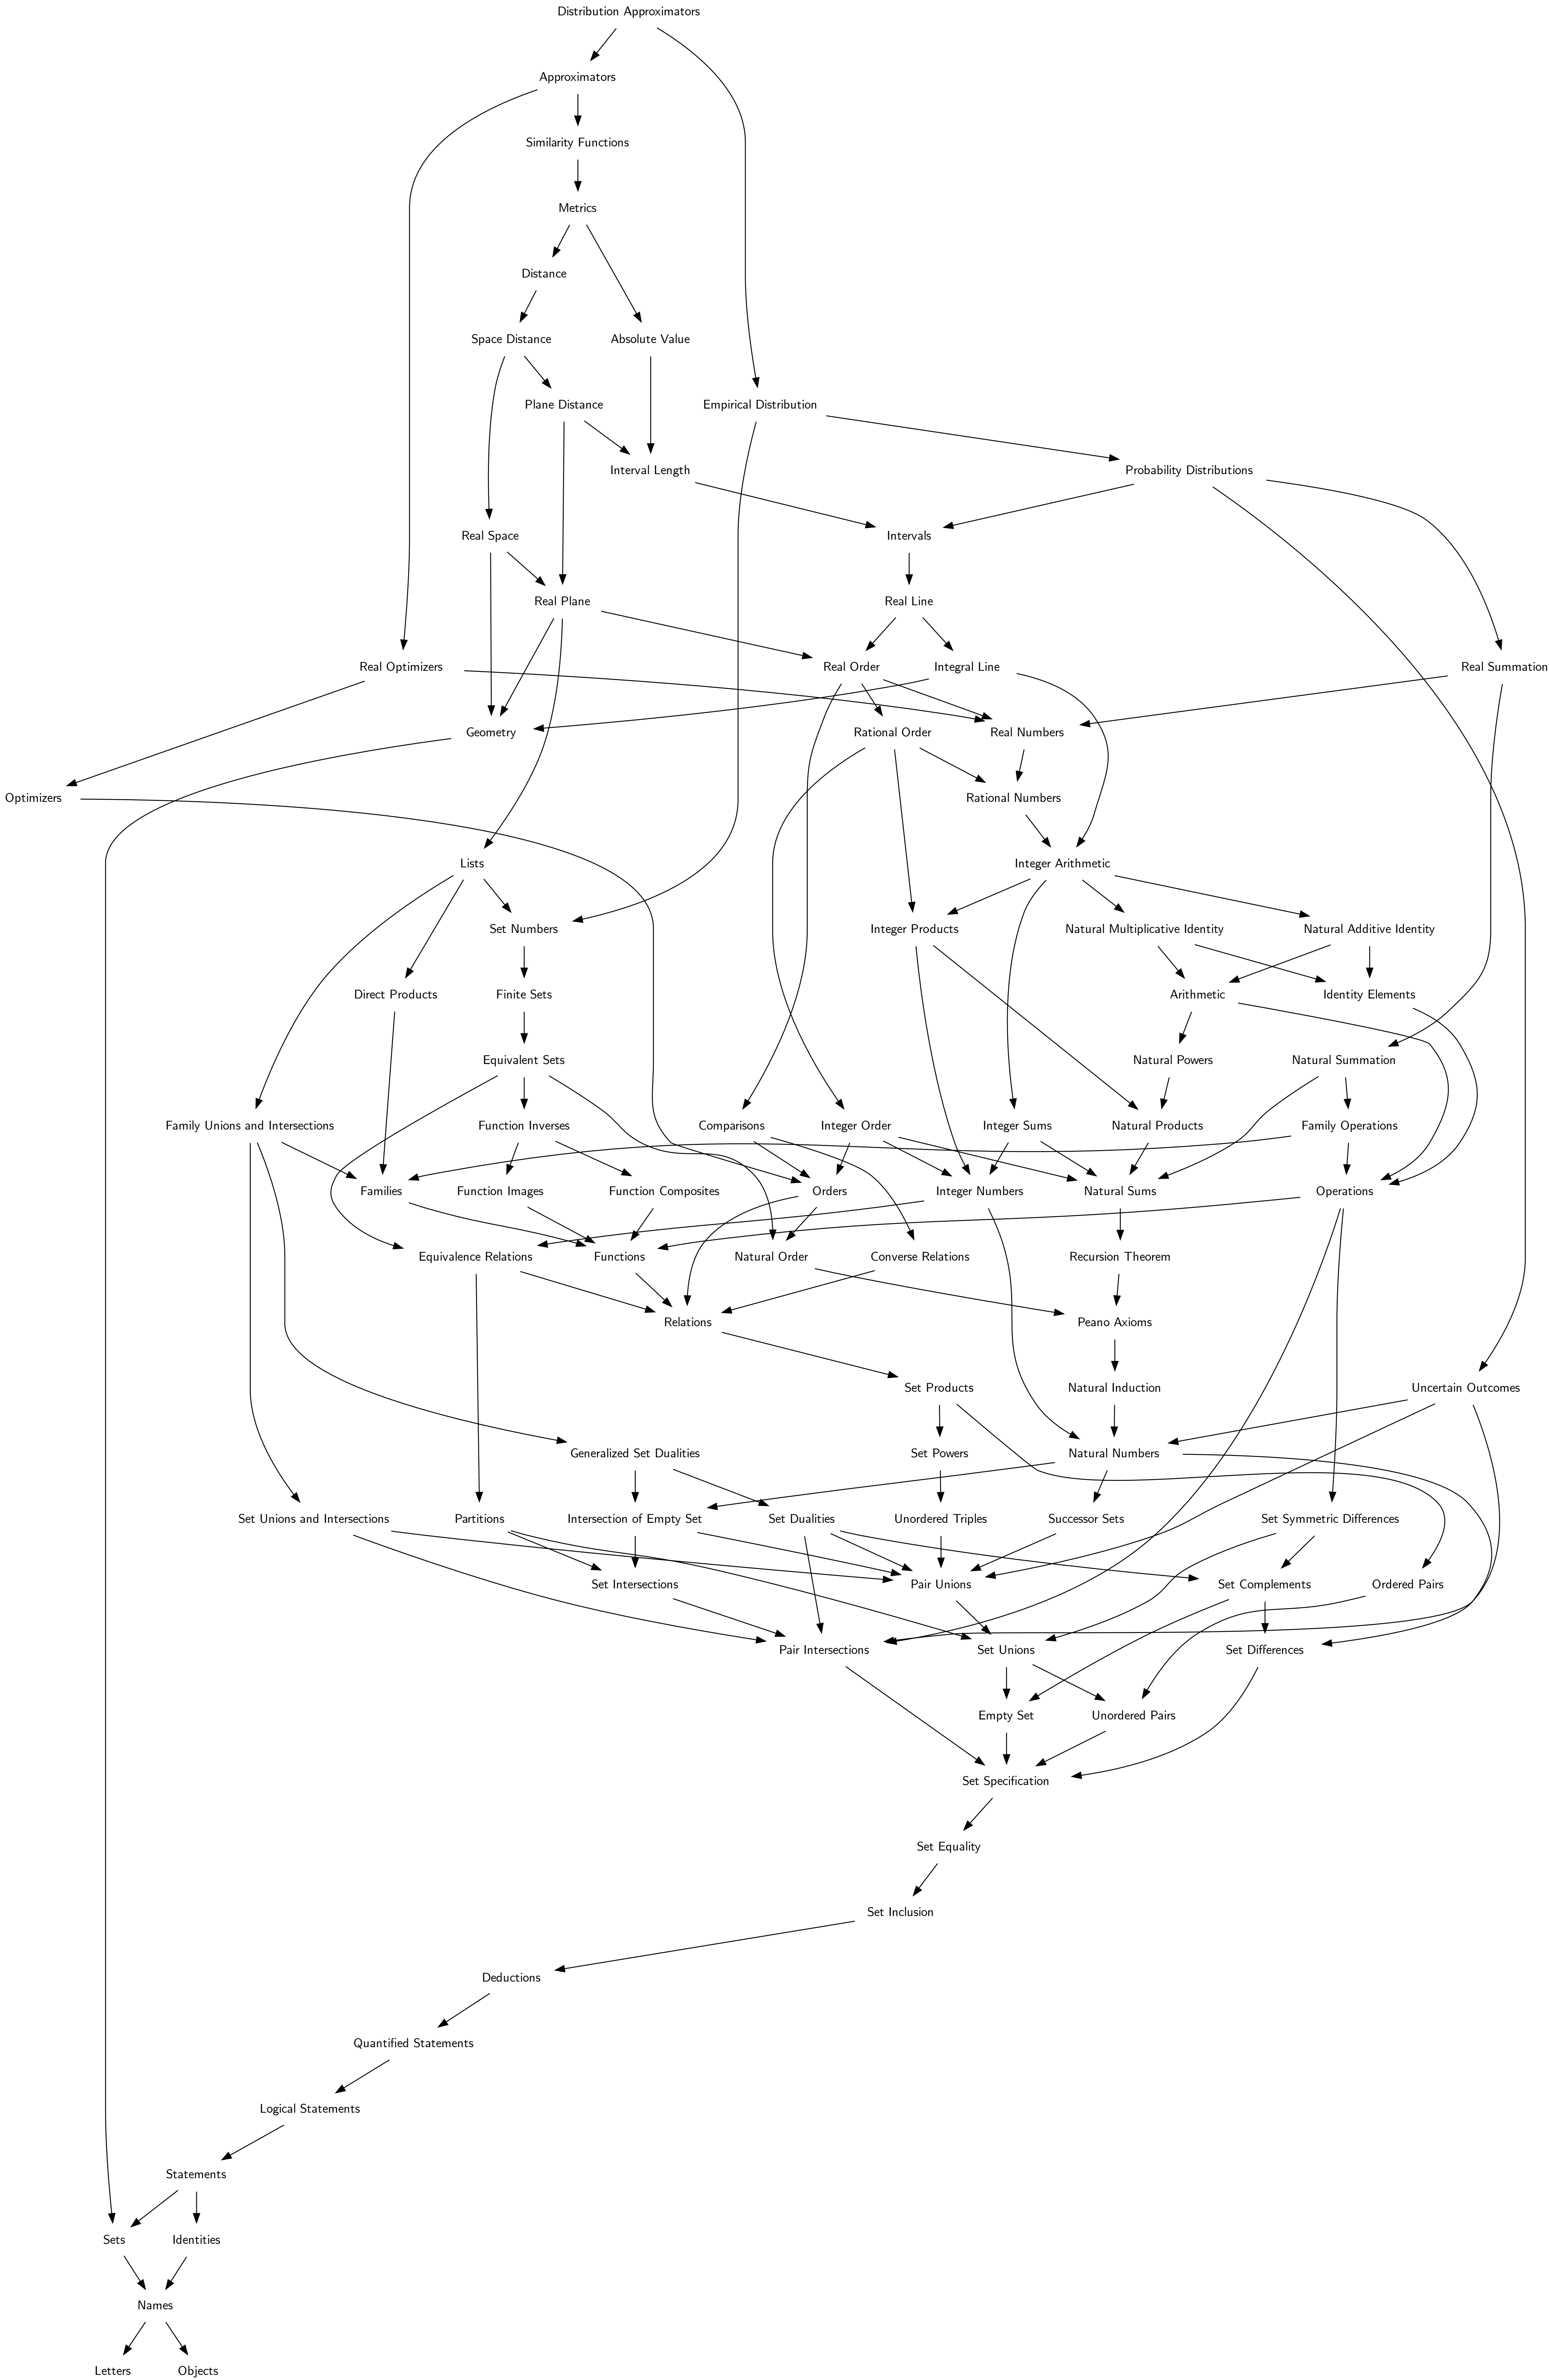 Distribution Approximators
Approximators
Similarity Functions
Metrics
Distance
Space Distance
Absolute Value
Plane Distance
Empirical Distribution
Interval Length
Probability Distributions
Real Space
Intervals
Real Plane
Real Line
Real Optimizers
Real Order
Integral Line
Real Summation
Geometry
Rational Order
Real Numbers
Optimizers
Rational Numbers
Lists
Integer Arithmetic
Set Numbers
Integer Products
Natural Multiplicative Identity
Natural Additive Identity
Direct Products
Finite Sets
Arithmetic
Identity Elements
Equivalent Sets
Natural Powers
Natural Summation
Family Unions and Intersections
Function Inverses
Comparisons
Integer Order
Integer Sums
Natural Products
Family Operations
Families
Function Images
Function Composites
Orders
Integer Numbers
Natural Sums
Operations
Equivalence Relations
Functions
Natural Order
Converse Relations
Recursion Theorem
Relations
Peano Axioms
Set Products
Natural Induction
Uncertain Outcomes
Generalized Set Dualities
Set Powers
Natural Numbers
Set Unions and Intersections
Partitions
Intersection of Empty Set
Set Dualities
Unordered Triples
Successor Sets
Set Symmetric Differences
Set Intersections
Pair Unions
Set Complements
Ordered Pairs
Pair Intersections
Set Unions
Set Differences
Empty Set
Unordered Pairs
Set Specification
Set Equality
Set Inclusion
Deductions
Quantified Statements
Logical Statements
Statements
Sets
Identities
Names
Letters
Objects